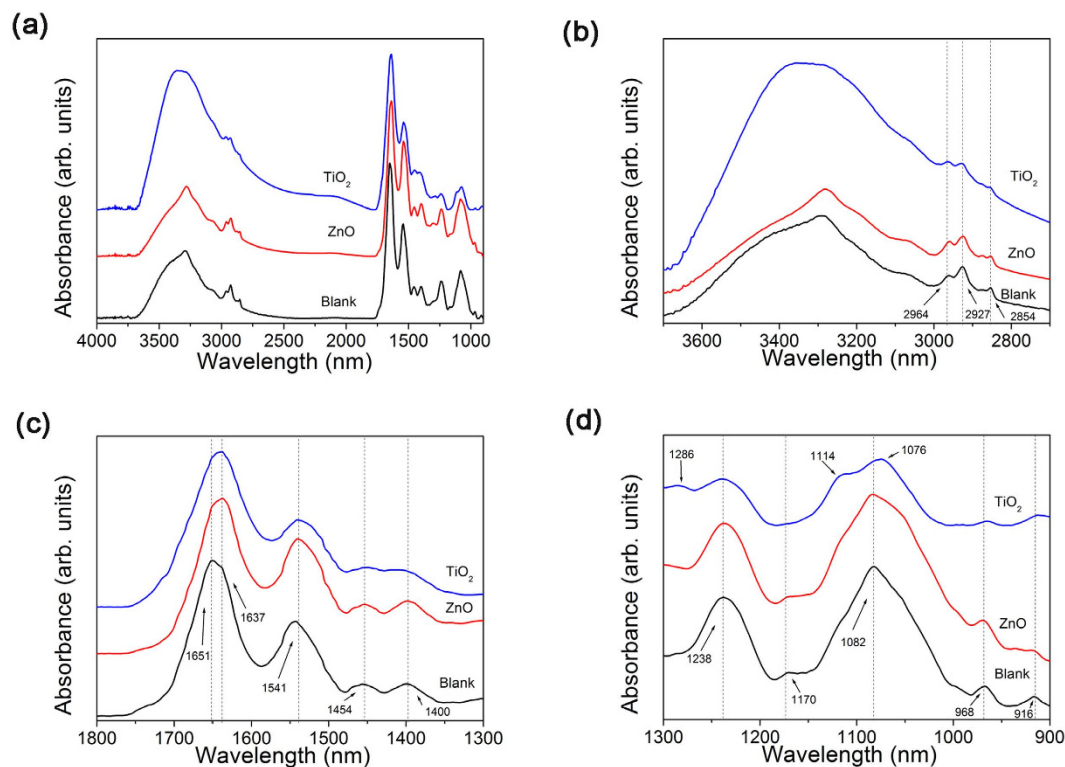 (a)
Absorbance (arb. units)
TiO2
ZnO
Blank
4000 3500 3000 2500 2000 1500 1000
Wavelength (nm)
(b)
Absorbance (arb. units)
TiO2
ZnO
Blank
2964 2927 2854
3600 3400 3200 3000 2800
Wavelength (nm)
(c)
Absorbance (arb. units)
TiO2
ZnO
Blank
1651
1637
1541
1454
1400
1800 1700 1600 1500 1400 1300
Wavelength (nm)
(d)
Absorbance (arb. units)
1286
1114
1076
TiO2
ZnO
Blank
1238
1170
1082
968
916
1300 1200 1100 1000 900
Wavelength (nm)